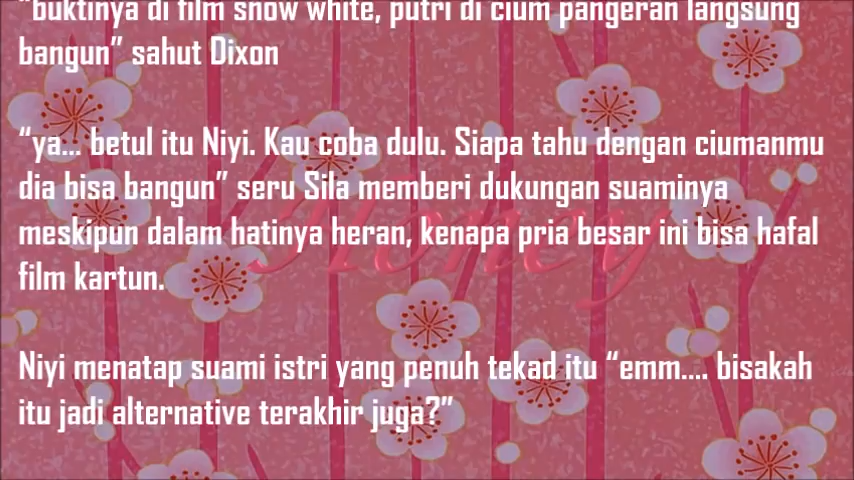 “buktinya di film snow white, putri di cium pangeran langsung
bangun” sahut Dixon
“ya... betul itu Niyi. Kau coba dulu. Siapa tahu dengan ciumanmu
dia bisa bangun” seru Sila memberi dukungan suaminya
meskipun dalam hatinya heran, kenapa pria besar ini bisa hafal
film kartun.
Honey
Niyi menatap suami istri yang penuh tekad itu “emm.... bisakah
itu jadi alternative terakhir juga?”